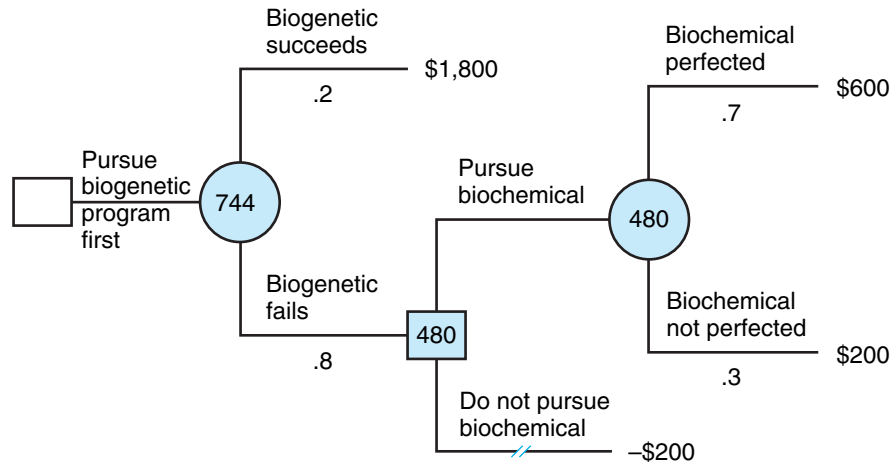 Biogenetic
succeeds
$1,800
.2
Biochemical
perfected
$600
.7
Pursue
biogenetic
program
first
744
Pursue
biochemical
480
Biogenetic
fails
.8
480
Biochemical
not perfected
$200
.3
Do not pursue
biochemical
–$200